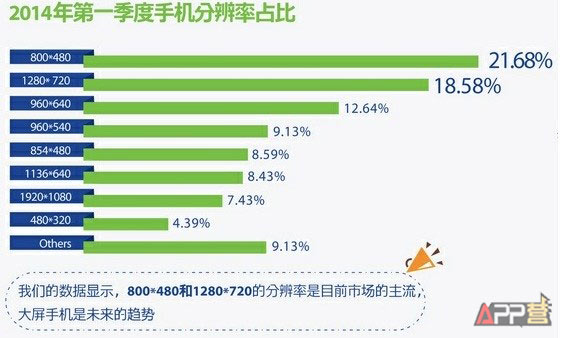 2014年第一季度手机分辨率占比
800*480 21.68%
1280*720 18.58%
960*640 12.64%
960*540 9.13%
854*480 8.59%
1136*640 8.43%
1920*1080 7.43%
480*320 4.39%
Others 9.13%
我们的数据显示，800*480和1280*720的分辨率是目前市场的主流，
大屏手机是未来的趋势
APP营